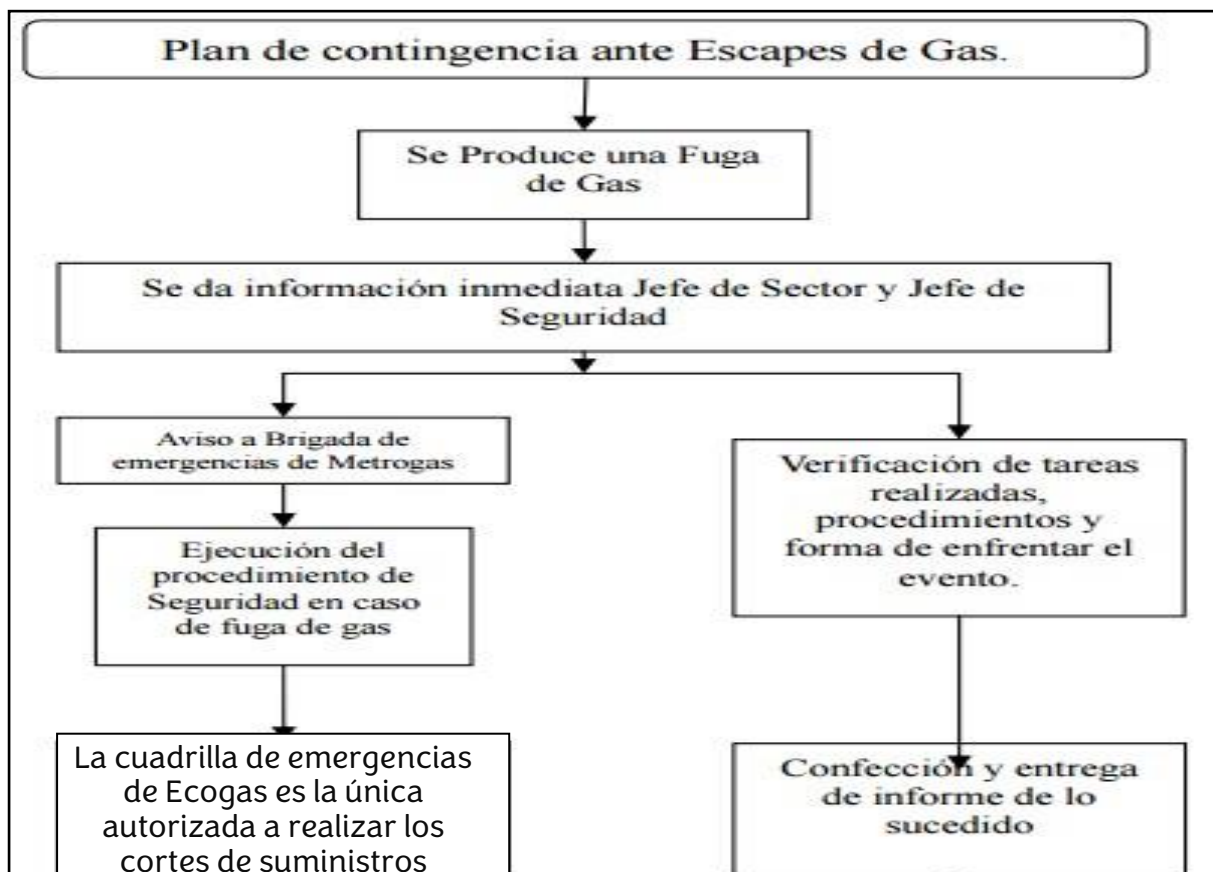 Plan de contingencia ante Escapes de Gas.
Se Produce una Fuga
de Gas
Se da información inmediata Jefe de Sector y Jefe de
Seguridad
Aviso a Brigada de
emergencias de Metrogas
Ejecución del
procedimiento de
Seguridad en caso
de fuga de gas
La cuadrilla de emergencias
de Ecogas es la única
autorizada a realizar los
cortes de suministros
Verificación de tareas
realizadas,
procedimientos y
forma de enfrentar el
evento.
Confección y entrega
de informe de lo
sucedido